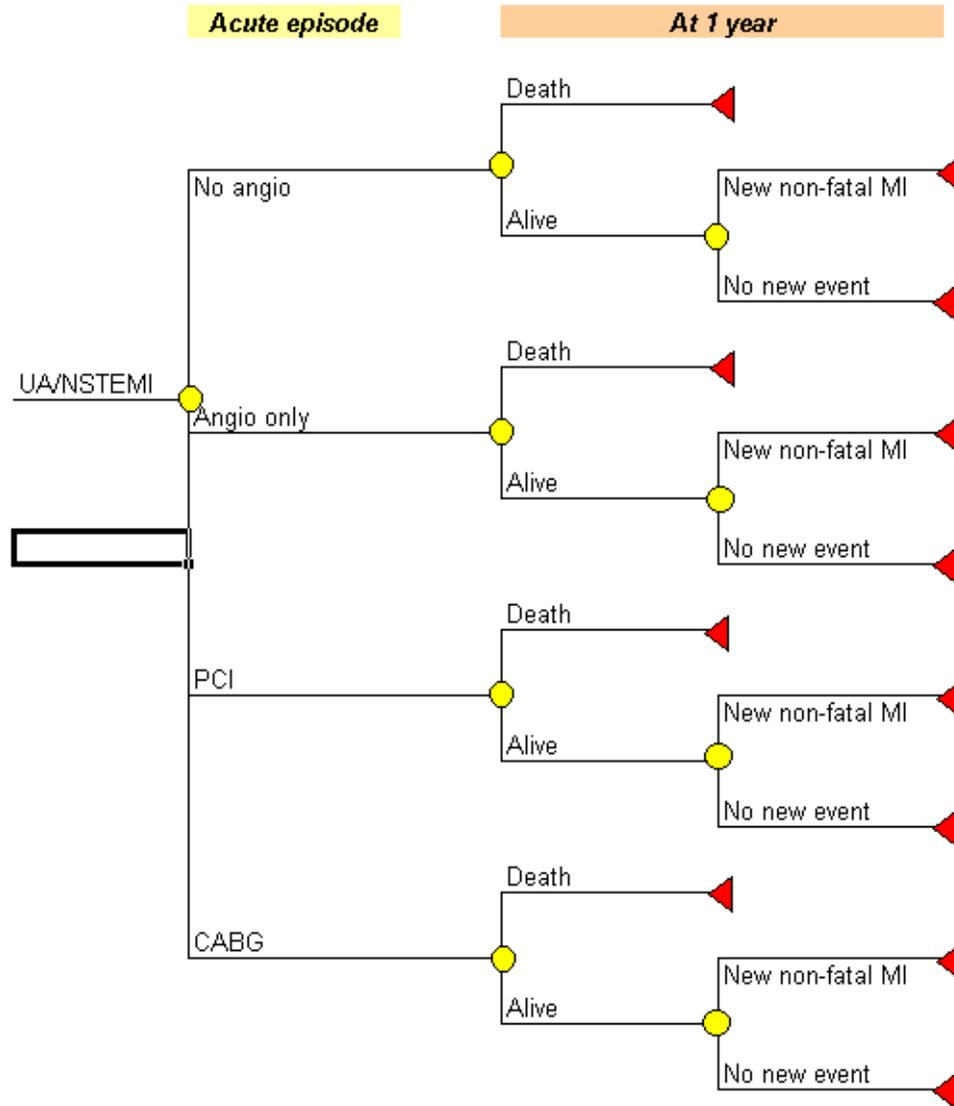 Acute episode
At 1 year
Death
No angio
New non-fatal MI
Alive
No new event
Death
UA/NSTEMI
Angio only
New non-fatal MI
Alive
No new event
Death
PCI
New non-fatal MI
Alive
No new event
Death
CABG
New non-fatal MI
Alive
No new event